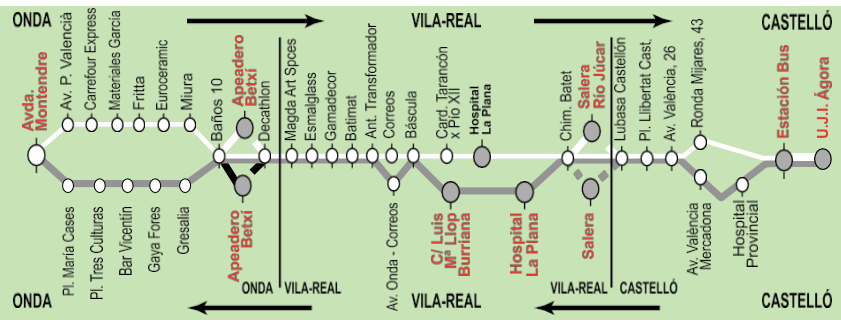 ONDA
VILA-REAL
CASTELLÓ
Avda.
Montendre
Av. P. Valencià
Carrefour Express
Materiales García
Fritta
Euroceramic
Miura
Baños 10
Apeadero
Betxí
Decathlon
Magda Art Spces
Esmalglass
Gamadecor
Batimat
Ant. Transformador
Correos
Báscula
Card. Tarancón
x Pío XII
Hospital
La Plana
Chim. Batet
Salera
Río Júcar
Lubasa Castellón
Pl. Llibertat Cast.
Av. València, 26
Ronda Mijares, 43
Estación Bus
U.J.I. Ágora
Pl. María Cases
Pl. Tres Culturas
Bar Vicentín
Gaya Fores
Gresalia
Apeadero
Betxí
Av. Onda - Correos
C/ Luis
Mª Llop
Burriana
Hospital
La Plana
Salera
Av. València
Mercadona
Hospital
Provincial
ONDA
VILA-REAL
VILA-REAL
CASTELLÓ
ONDA
VILA-REAL
CASTELLÓ